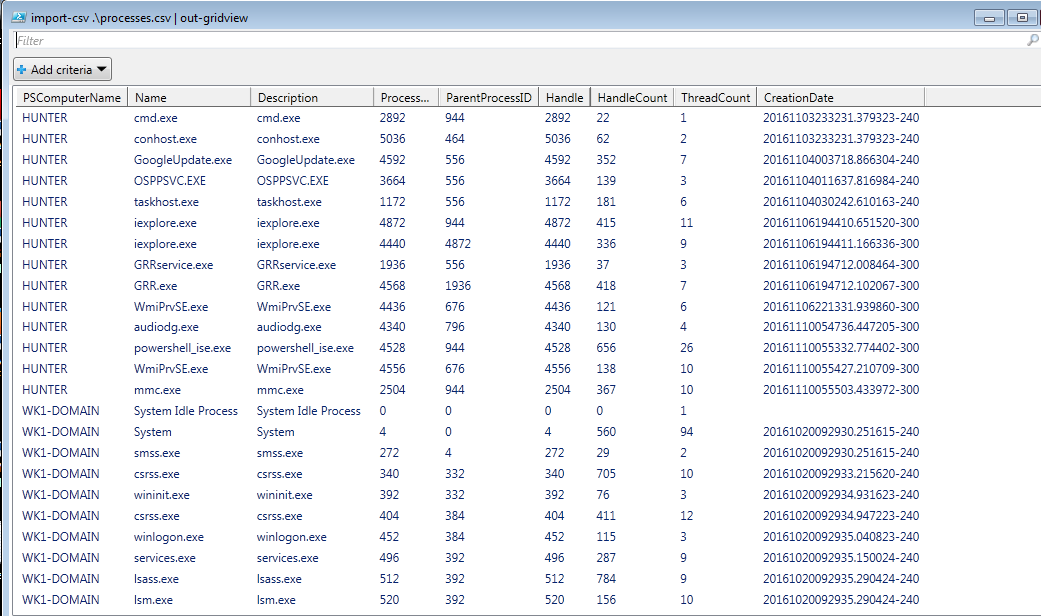 import-csv .\processes.csv | out-gridview
Filter
Add criteria
PSComputerName Name Description Process... ParentProcessID Handle HandleCount ThreadCount CreationDate
HUNTER cmd.exe cmd.exe 2892 944 2892 22 1 20161103233231.379323-240
HUNTER conhost.exe conhost.exe 5036 464 5036 62 2 20161103233231.379323-240
HUNTER GoogleUpdate.exe GoogleUpdate.exe 4592 556 4592 352 7 20161104003718.866304-240
HUNTER OSPPSVC.EXE OSPPSVC.EXE 3664 556 3664 139 3 20161104011637.816984-240
HUNTER taskhost.exe taskhost.exe 1172 556 1172 181 6 20161104030242.610163-240
HUNTER iexplore.exe iexplore.exe 4872 944 4872 415 11 20161106194410.651520-300
HUNTER iexplore.exe iexplore.exe 4440 4872 4440 336 9 20161106194411.166336-300
HUNTER GRRservice.exe GRRservice.exe 1936 556 1936 37 3 20161106194712.008464-300
HUNTER GRR.exe GRR.exe 4568 1936 4568 418 7 20161106194712.102067-300
HUNTER WmiPrvSE.exe WmiPrvSE.exe 4436 676 4436 121 6 20161106221331.939860-300
HUNTER audiodg.exe audiodg.exe 4340 796 4340 130 4 20161110054736.447205-300
HUNTER powershell_ise.exe powershell_ise.exe 4528 944 4528 656 26 20161110055332.774402-300
HUNTER WmiPrvSE.exe WmiPrvSE.exe 4556 676 4556 138 10 20161110055427.210709-300
HUNTER mmc.exe mmc.exe 2504 944 2504 367 10 20161110055503.433972-300
WK1-DOMAIN System Idle Process System Idle Process 0 0 0 0 1
WK1-DOMAIN System System 4 0 4 560 94 20161020092930.251615-240
WK1-DOMAIN smss.exe smss.exe 272 4 272 29 2 20161020092930.251615-240
WK1-DOMAIN csrss.exe csrss.exe 340 332 340 705 10 20161020092933.215620-240
WK1-DOMAIN wininit.exe wininit.exe 392 332 392 76 3 20161020092934.931623-240
WK1-DOMAIN csrss.exe csrss.exe 404 384 404 411 12 20161020092934.947223-240
WK1-DOMAIN winlogon.exe winlogon.exe 452 384 452 115 3 20161020092935.040823-240
WK1-DOMAIN services.exe services.exe 496 392 496 287 9 20161020092935.150024-240
WK1-DOMAIN lsass.exe lsass.exe 512 392 512 784 9 20161020092935.290424-240
WK1-DOMAIN lsm.exe lsm.exe 520 392 520 156 10 20161020092935.290424-240